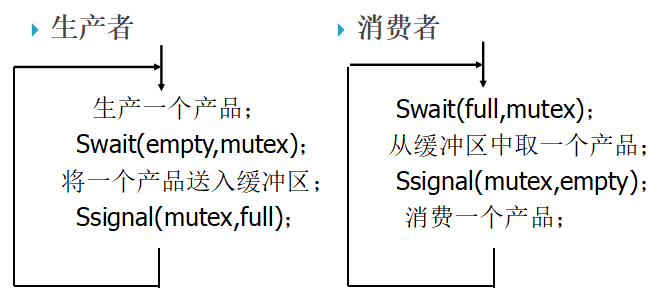 生产者
生产一个产品；
Swait(empty,mutex)；
将一个产品送入缓冲区；
Ssignal(mutex,full)；
消费者
Swait(full,mutex)；
从缓冲区中取一个产品；
Ssignal(mutex,empty)；
消费一个产品；